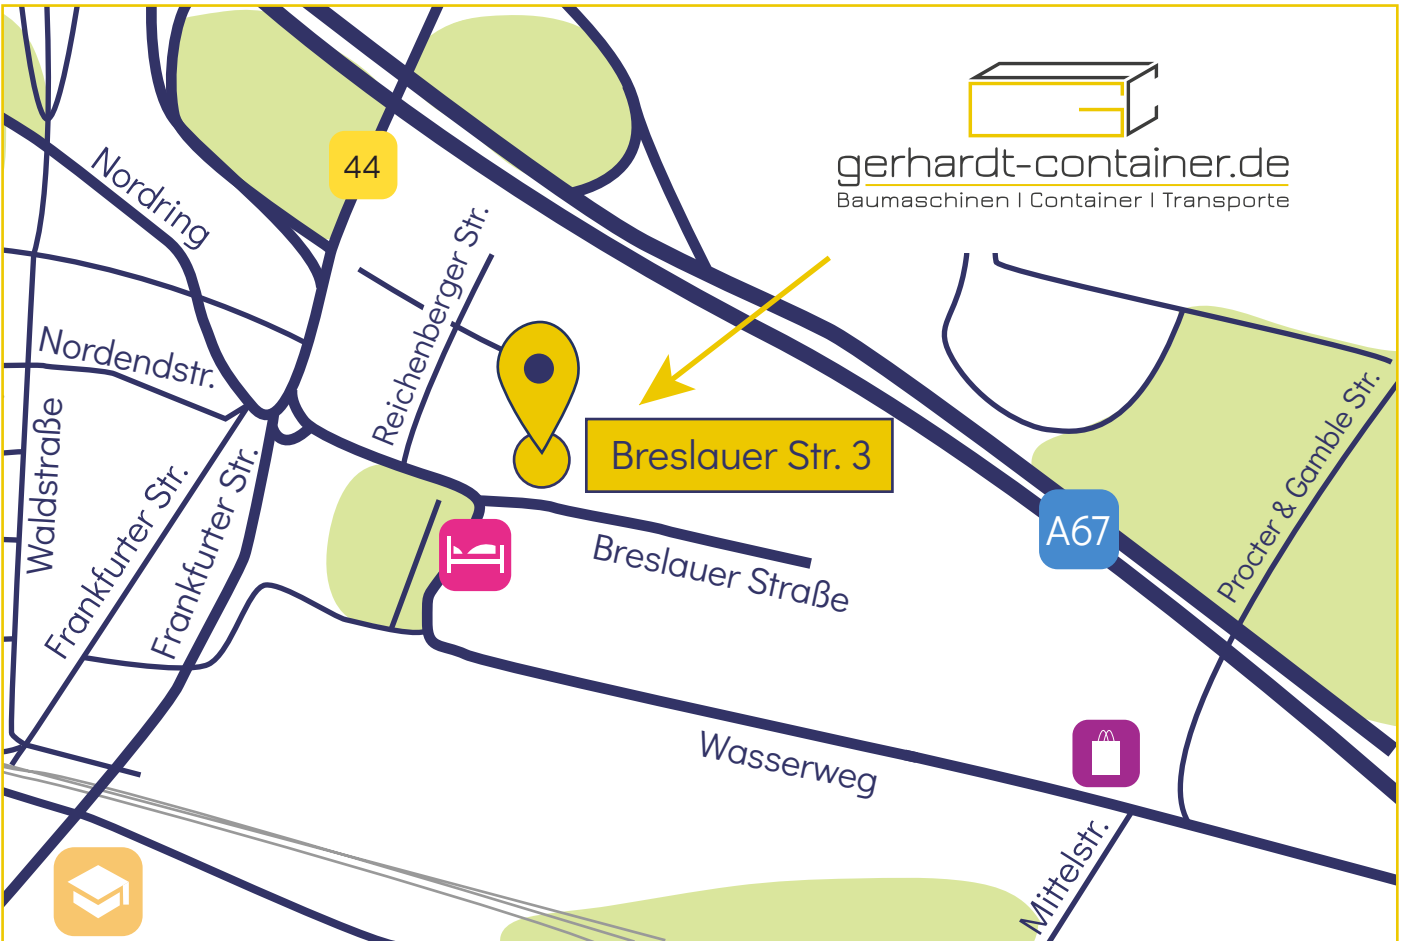 gerhardt-container.de
Baumaschinen | Container | Transporte
44
Nordring
Reichenberger Str.
Nordendstr.
Waldstraße
Frankfurter Str.
Frankfurter Str.
Breslauer Str. 3
Breslauer Straße
A67
Procter & Gamble Str.
Wasserweg
Mittelstr.